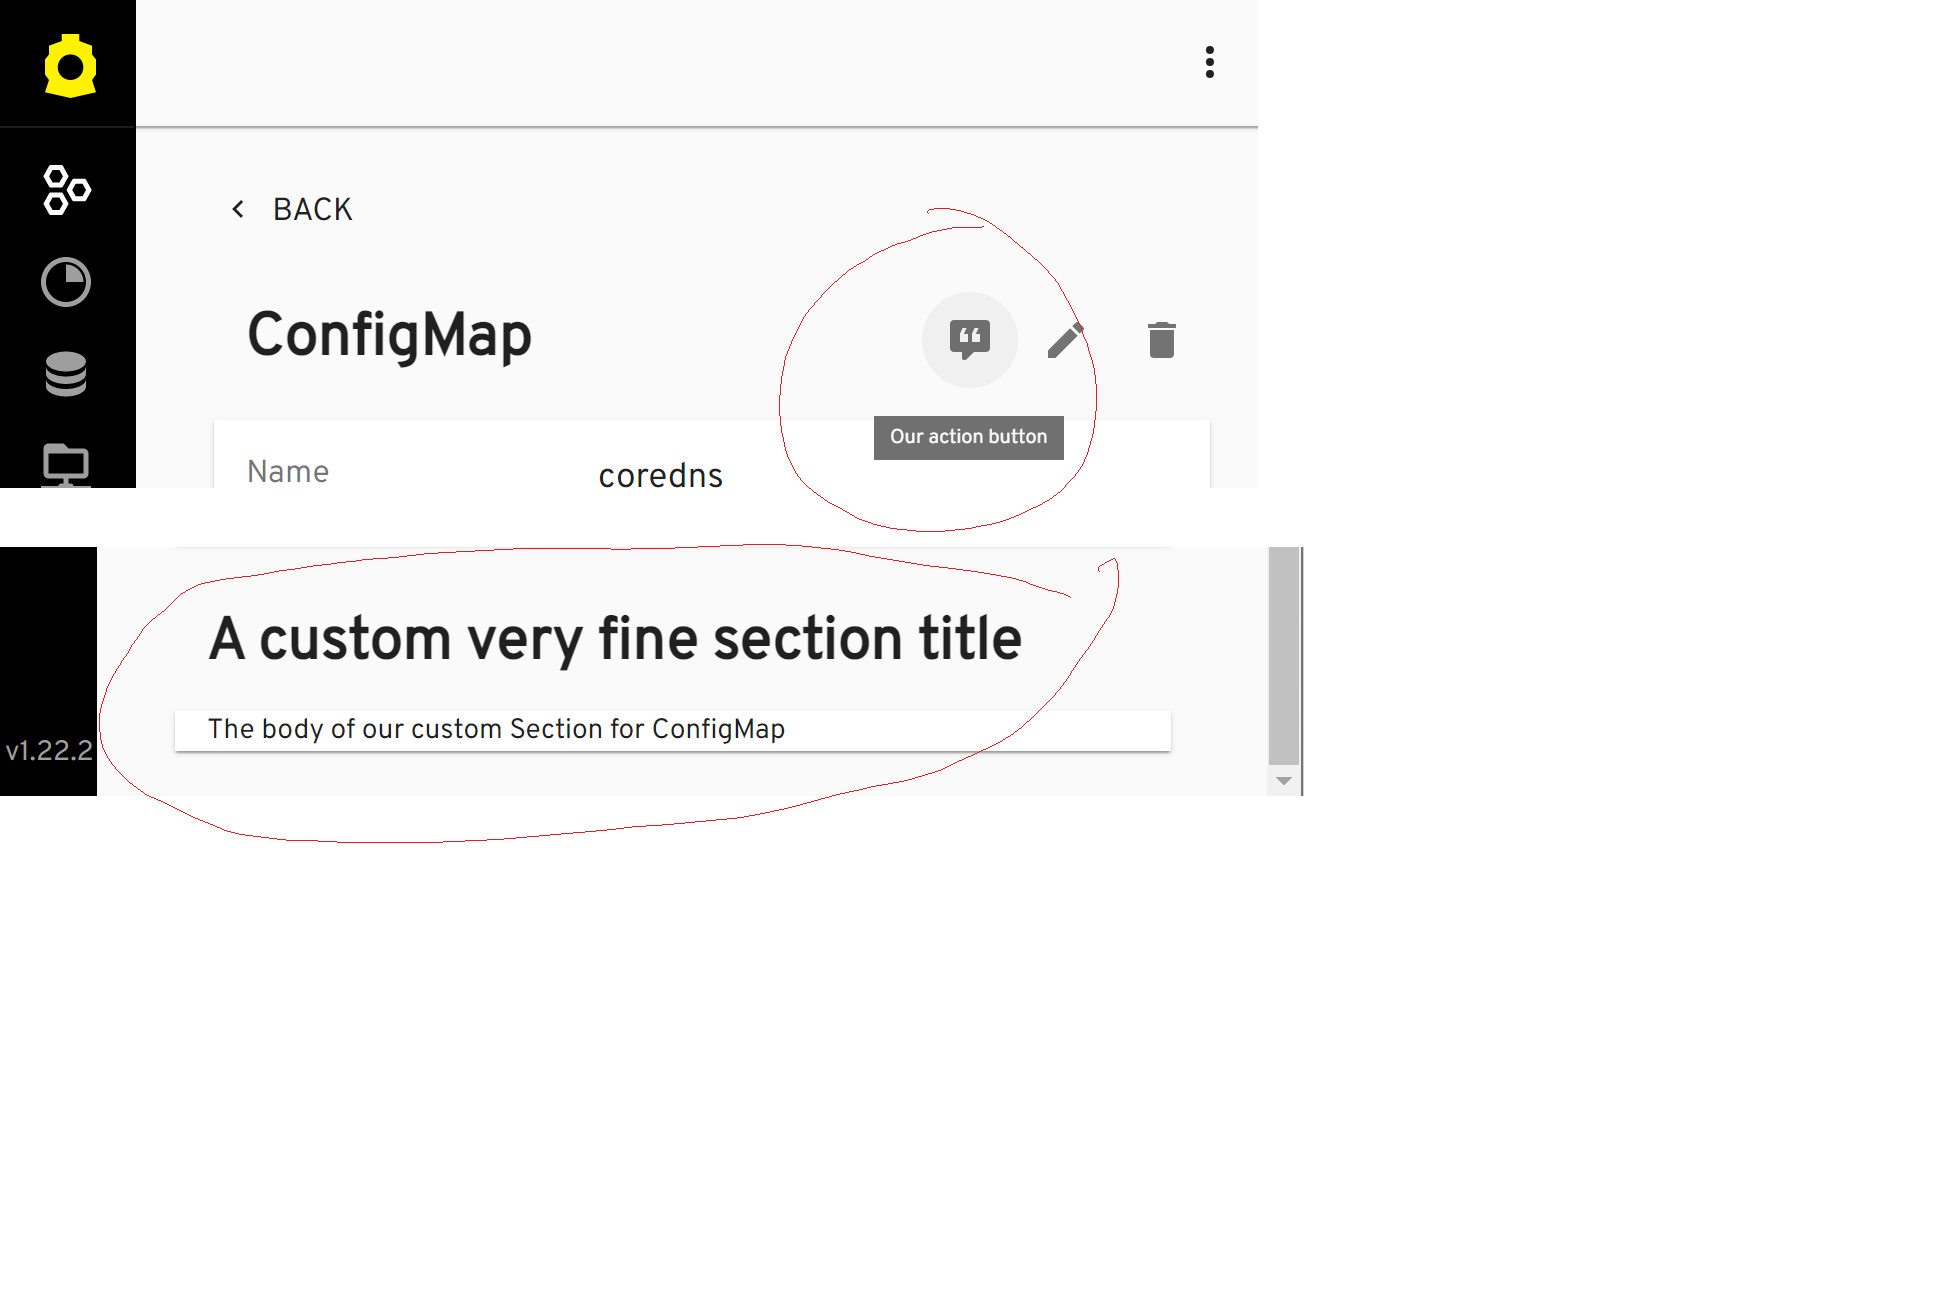 BACK
ConfigMap
“
Our action button
Name coredns
A custom very fine section title
The body of our custom Section for ConfigMap
v1.22.2